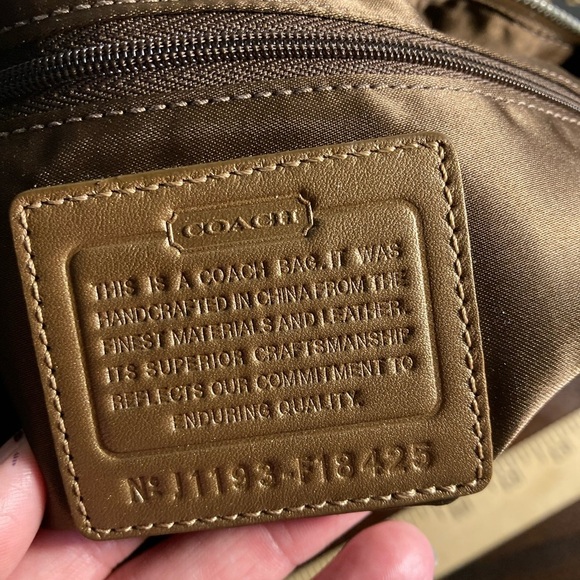 COACH
THIS IS A COACH BAG. IT WAS
HANDCRAFTED IN CHINA FROM THE
FINEST MATERIALS AND LEATHER.
ITS SUPERIOR CRAFTSMANSHIP
REFLECTS OUR COMMITMENT TO
ENDURING QUALITY.
Nº J1193-F18425